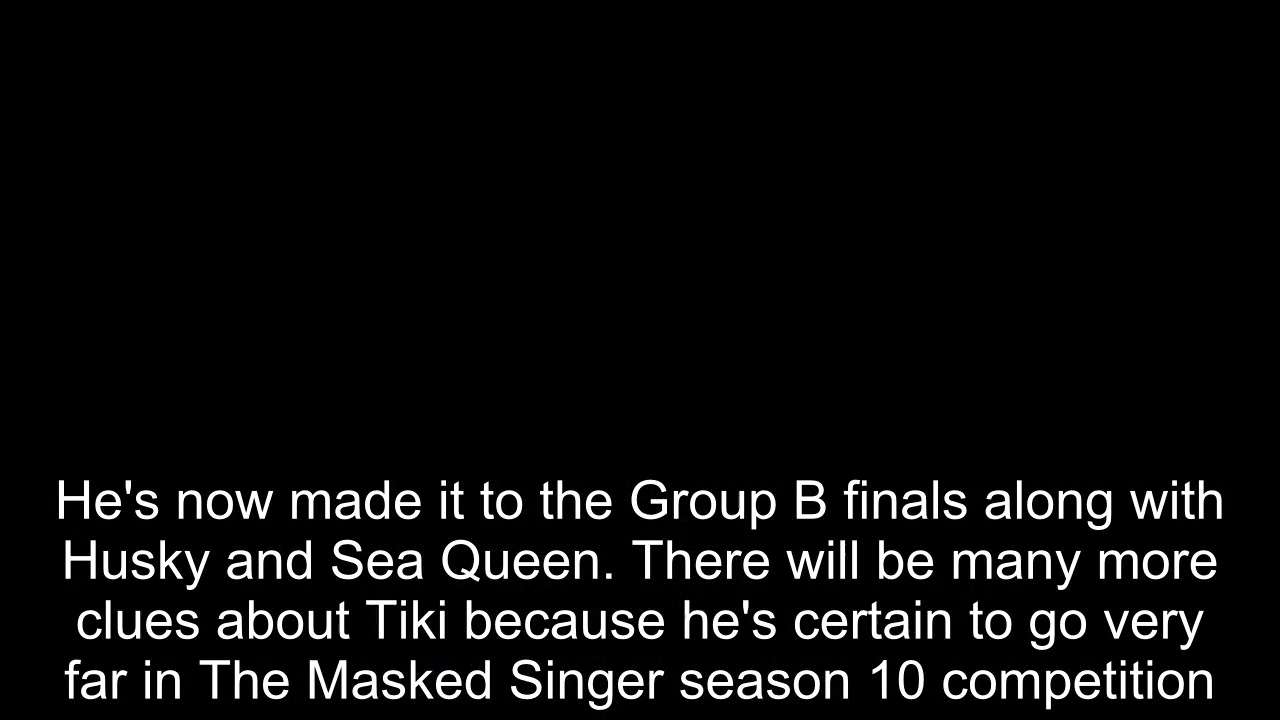 He's now made it to the Group B finals along with
Husky and Sea Queen. There will be many more
clues about Tiki because he's certain to go very
far in The Masked Singer season 10 competition